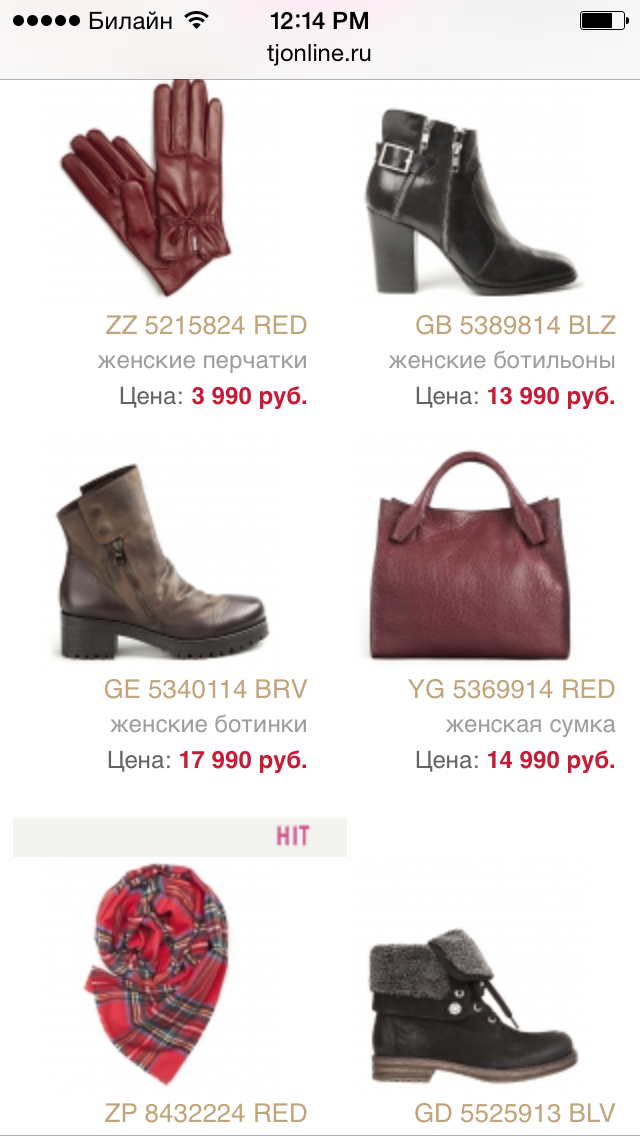 Билайн 12:14 PM
tjonline.ru
ZZ 5215824 RED
женские перчатки
Цена: 3 990 руб.
GB 5389814 BLZ
женские ботильоны
Цена: 13 990 руб.
GE 5340114 BRV
женские ботинки
Цена: 17 990 руб.
YG 5369914 RED
женская сумка
Цена: 14 990 руб.
HIT
ZP 8432224 RED
GD 5525913 BLV